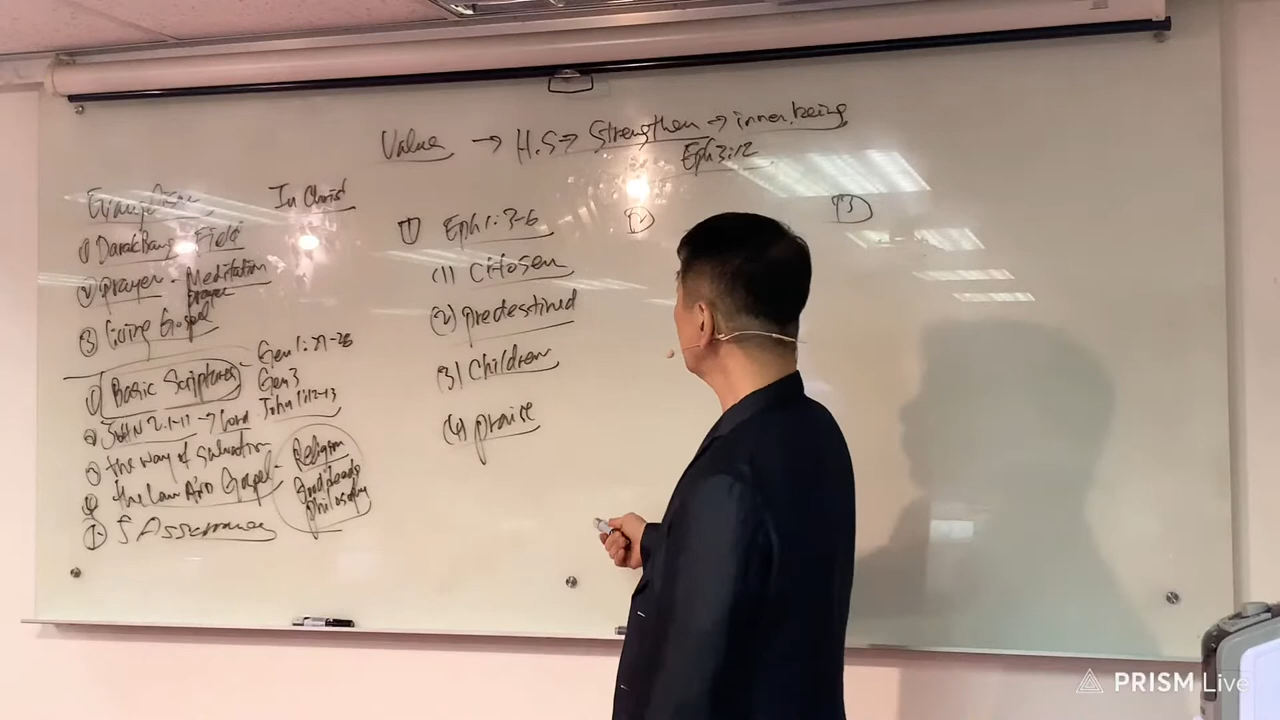 Value → H.S → Strengthen → inner being
Eph 3:12
In Christ
① DarakBang - Field
② Prayer - Meditation
prayer
③ living Gospel
① Basic Scriptures - Gen 1:27-28
Gen 3
John 1:12-13
② JOHN 2:1-11 → Lord
③ the way of salvation
④ the Law AND Gospel -
Religion
Good deeds
philosophy
5 Assurance
① Eph 1:3-6
(1) CHosen
(2) predestined
(3) Children
(4) praise
②
③
PRISM Live